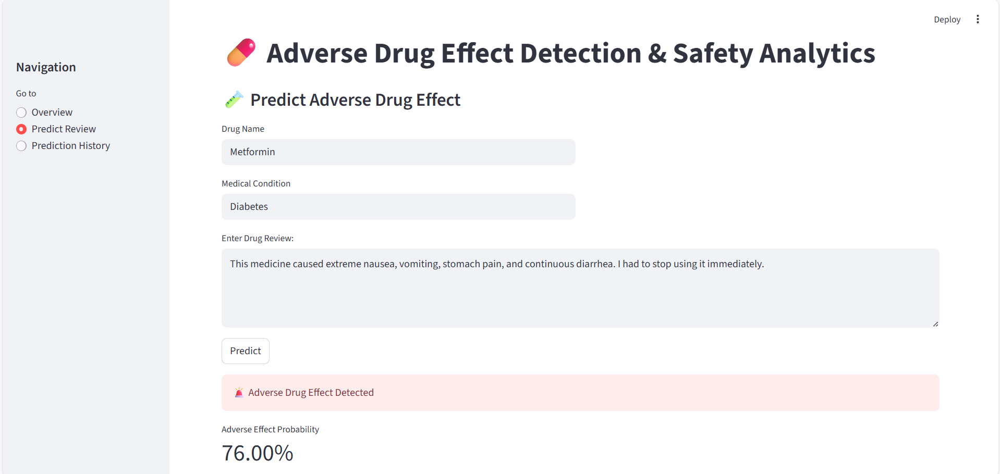 Deploy
Navigation
Go to
Overview
Predict Review
Prediction History
Adverse Drug Effect Detection & Safety Analytics
Predict Adverse Drug Effect
Drug Name
Metformin
Medical Condition
Diabetes
Enter Drug Review:
This medicine caused extreme nausea, vomiting, stomach pain, and continuous diarrhea. I had to stop using it immediately.
Predict
Adverse Drug Effect Detected
Adverse Effect Probability
76.00%